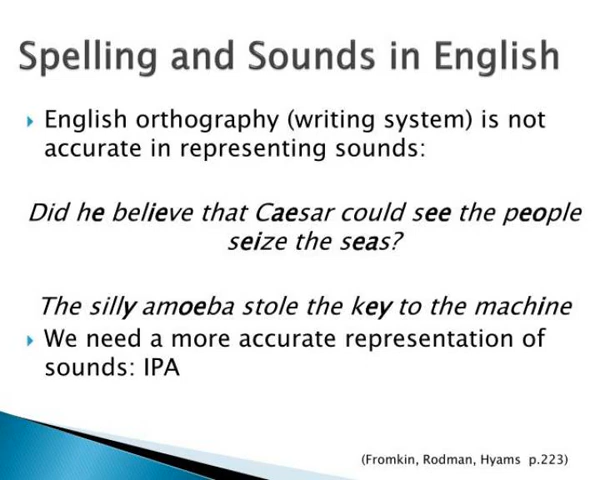 Spelling and Sounds in English
English orthography (writing system) is not
accurate in representing sounds:
Did he believe that Caesar could see the people
seize the seas?
The silly amoeba stole the key to the machine
We need a more accurate representation of
sounds: IPA
(Fromkin, Rodman, Hyams p.223)